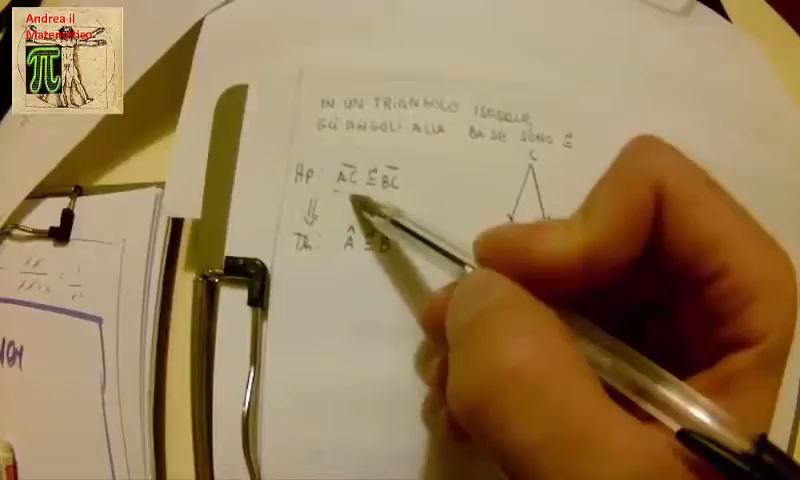 Andrea il
Matematico
π
IN UN TRIANGOLO ISOSCELE
GLI ANGOLI ALLA BASE SONO ≅
C
Hp: AC ≅ BC
⇓
Th: Â ≅ B